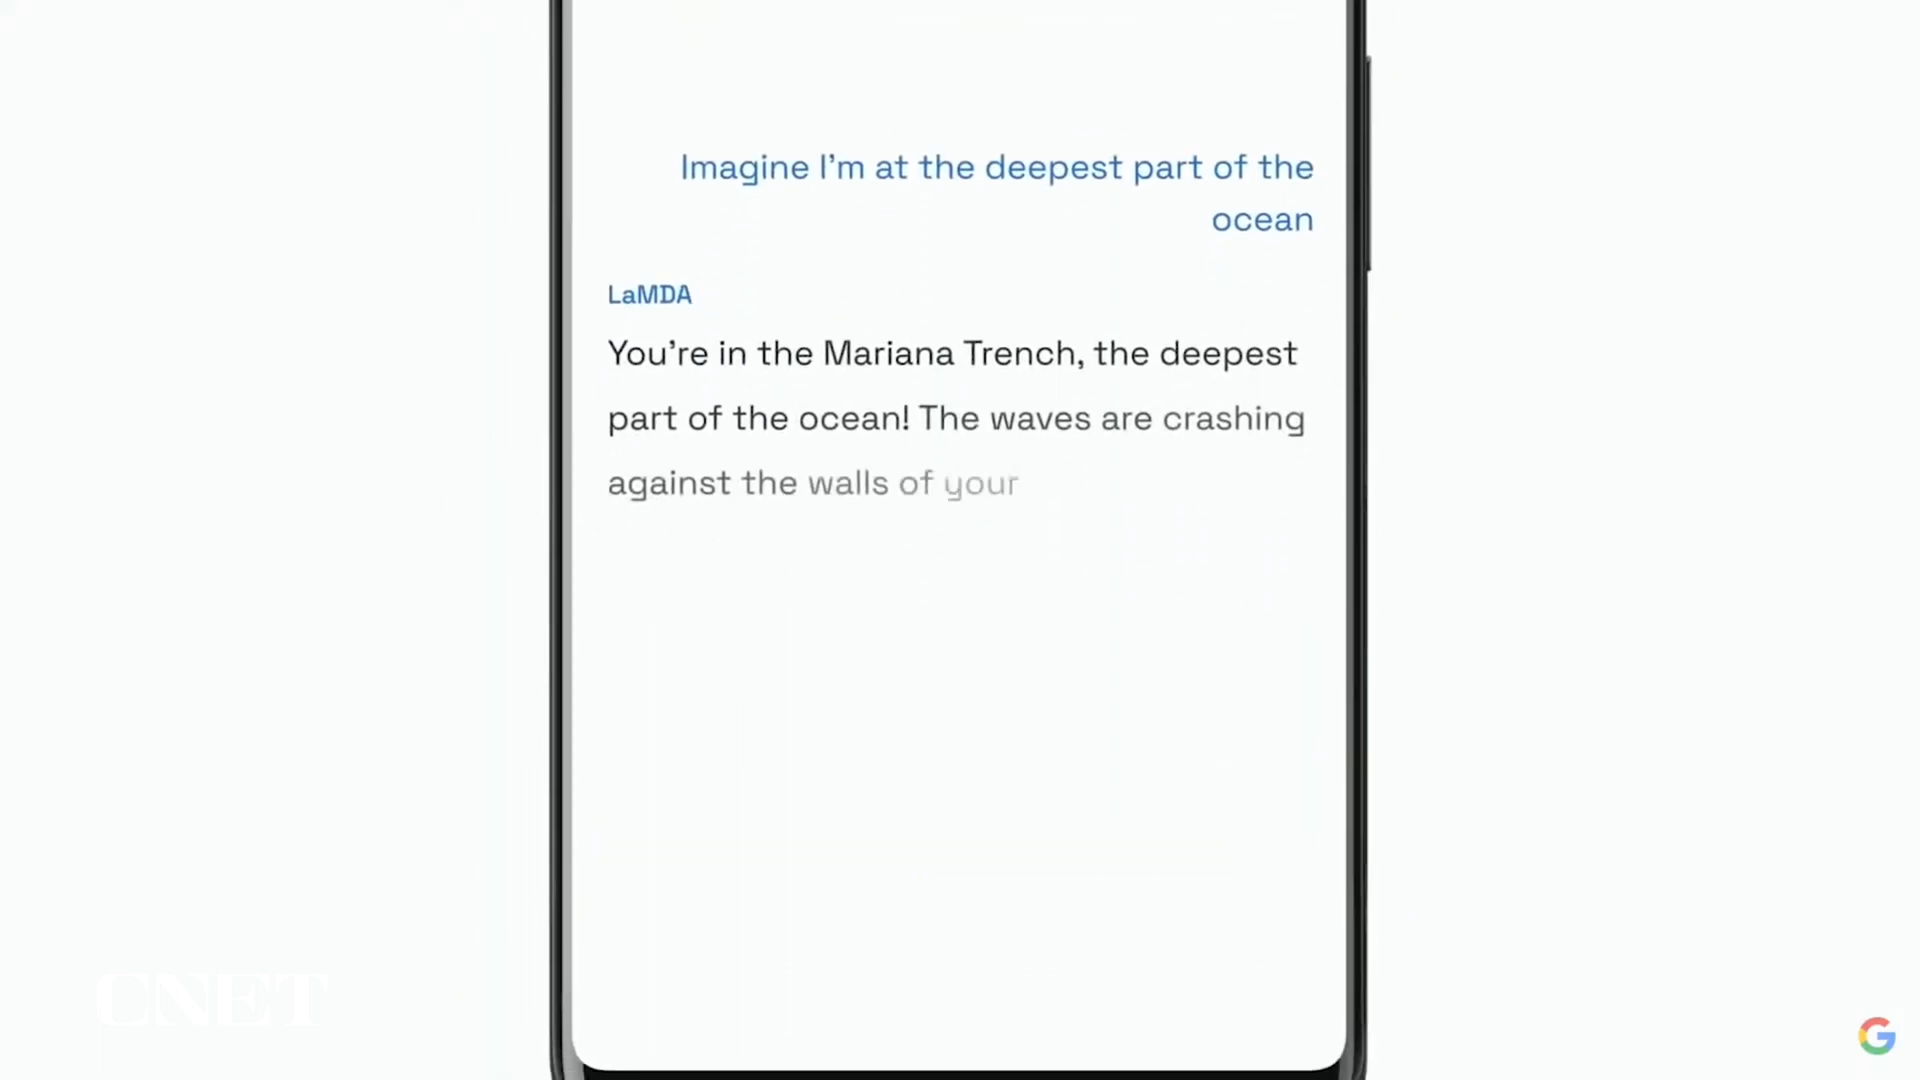 Imagine I'm at the deepest part of the
ocean
LaMDA
You're in the Mariana Trench, the deepest
part of the ocean! The waves are crashing
against the walls of your
CNET
G